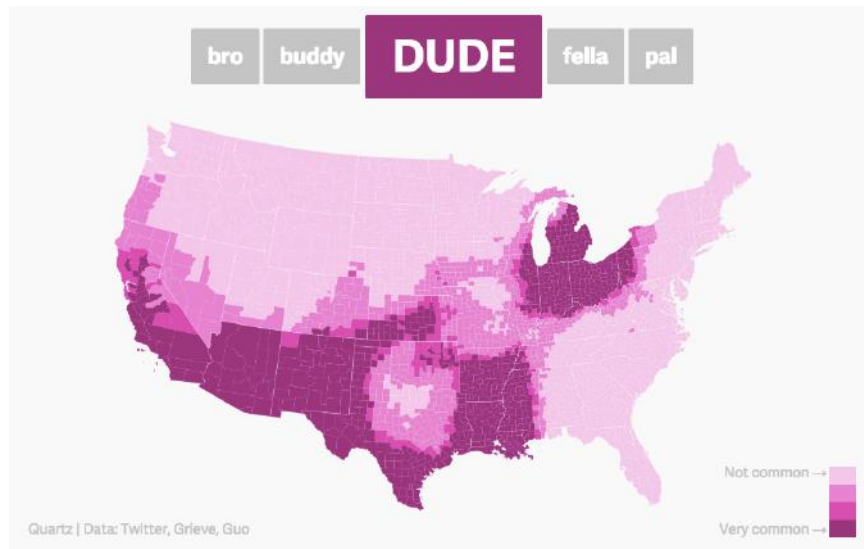 bro buddy DUDE fella pal
Not common →
Very common →
Quartz | Data: Twitter, Grieve, Guo